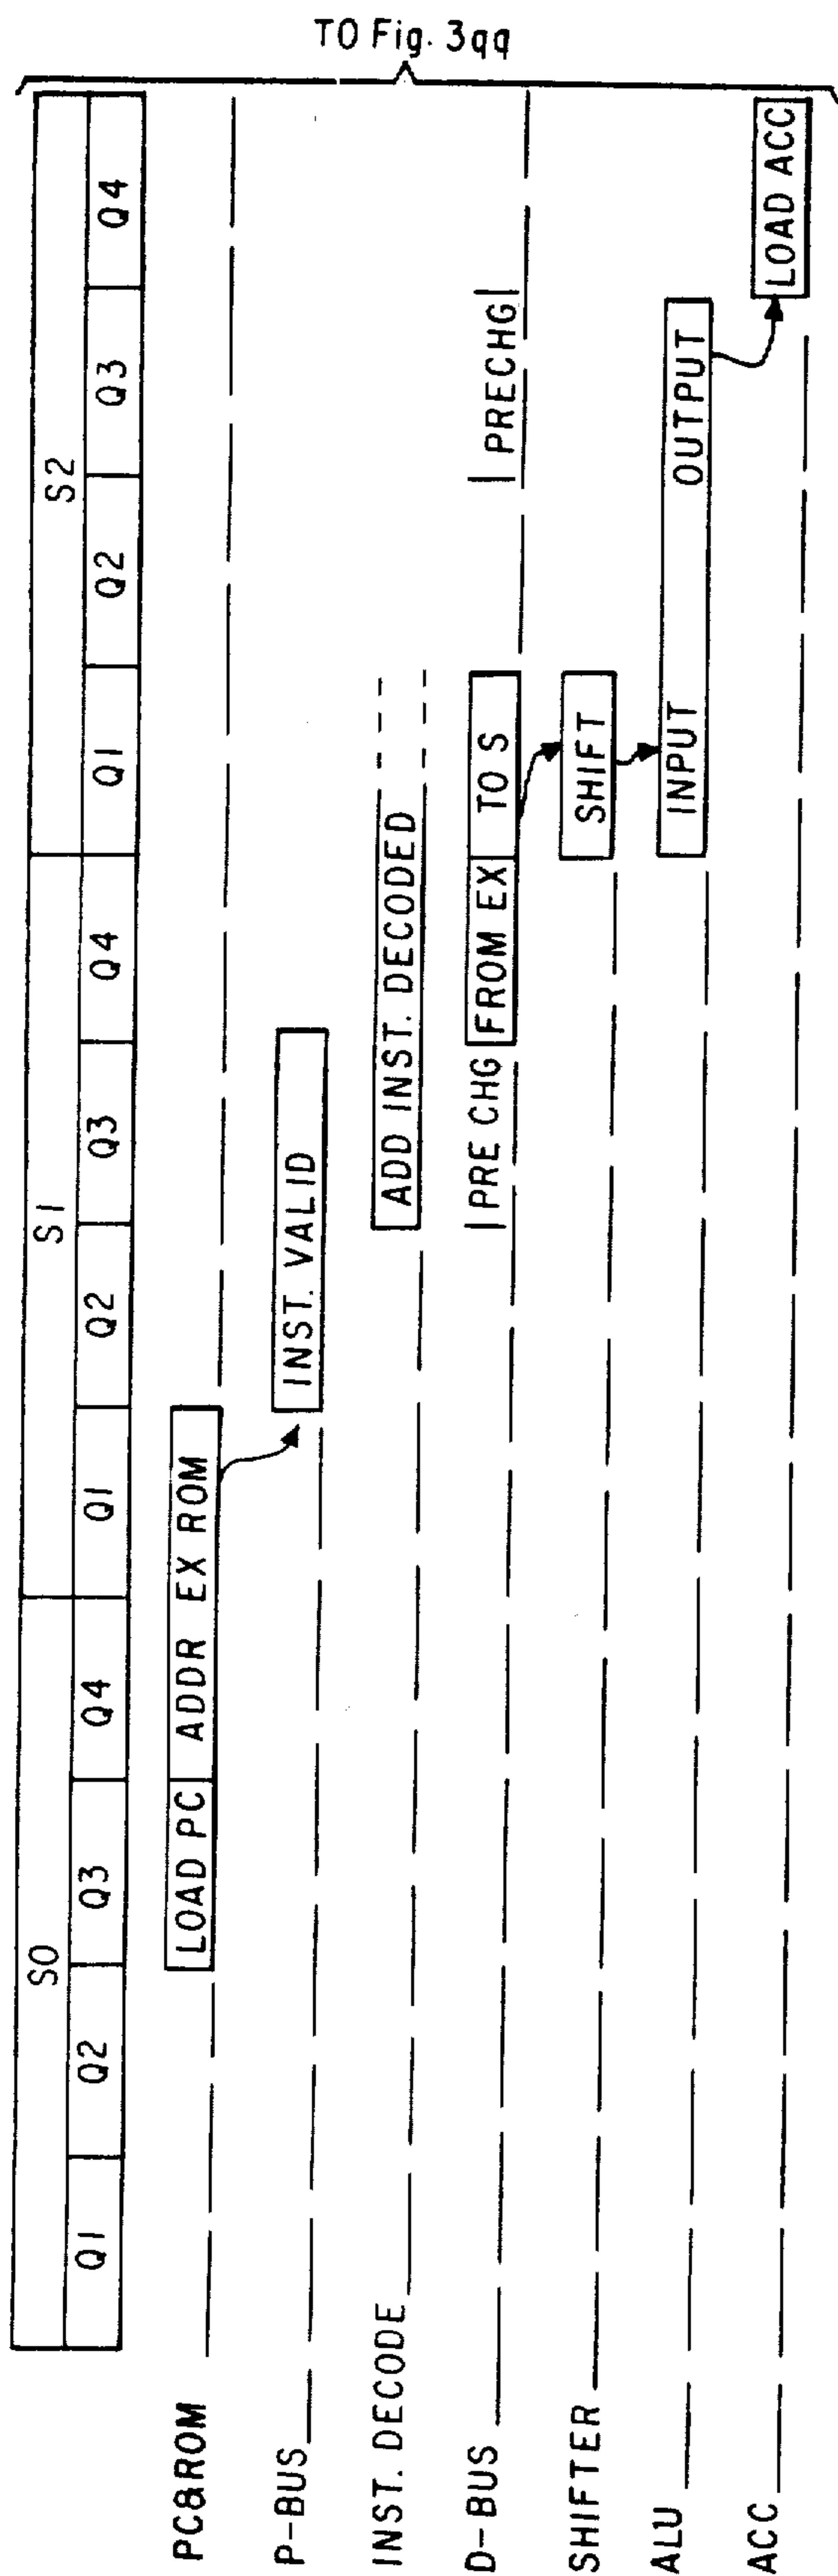 TO Fig. 3qq
S0 S1 S2
Q1 Q2 Q3 Q4 Q1 Q2 Q3 Q4 Q1 Q2 Q3 Q4
PC&ROM LOAD PC ADDR EX ROM
P-BUS INST. VALID
INST. DECODE ADD INST. DECODED
D-BUS PRE CHG FROM EX TO S PRECHG
SHIFTER SHIFT
ALU INPUT OUTPUT
ACC LOAD ACC